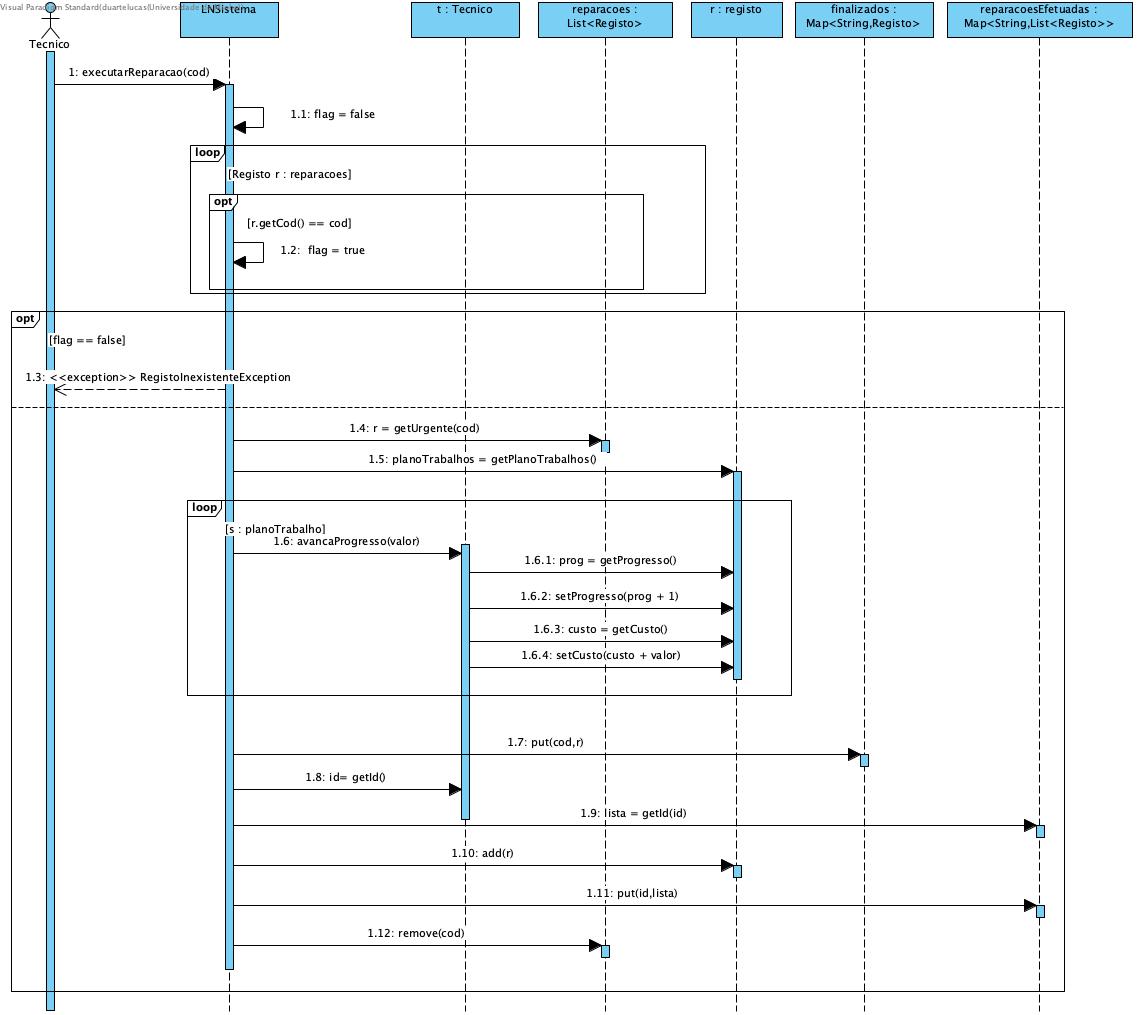 Visual Paradigm Standard(duartelucas(Universidade
Tecnico
LNSistema
t : Tecnico
reparacoes :
List<Registo>
r : registo
finalizados :
Map<String,Registo>
reparacoesEfetuadas :
Map<String,List<Registo>>
1: executarReparacao(cod)
1.1: flag = false
loop
[Registo r : reparacoes]
opt
[r.getCod() == cod]
1.2: flag = true
opt
[flag == false]
1.3: <<exception>> RegistoInexistenteException
1.4: r = getUrgente(cod)
1.5: planoTrabalhos = getPlanoTrabalhos()
loop
[s : planoTrabalho]
1.6: avancaProgresso(valor)
1.6.1: prog = getProgresso()
1.6.2: setProgresso(prog + 1)
1.6.3: custo = getCusto()
1.6.4: setCusto(custo + valor)
1.7: put(cod,r)
1.8: id= getId()
1.9: lista = getId(id)
1.10: add(r)
1.11: put(id,lista)
1.12: remove(cod)